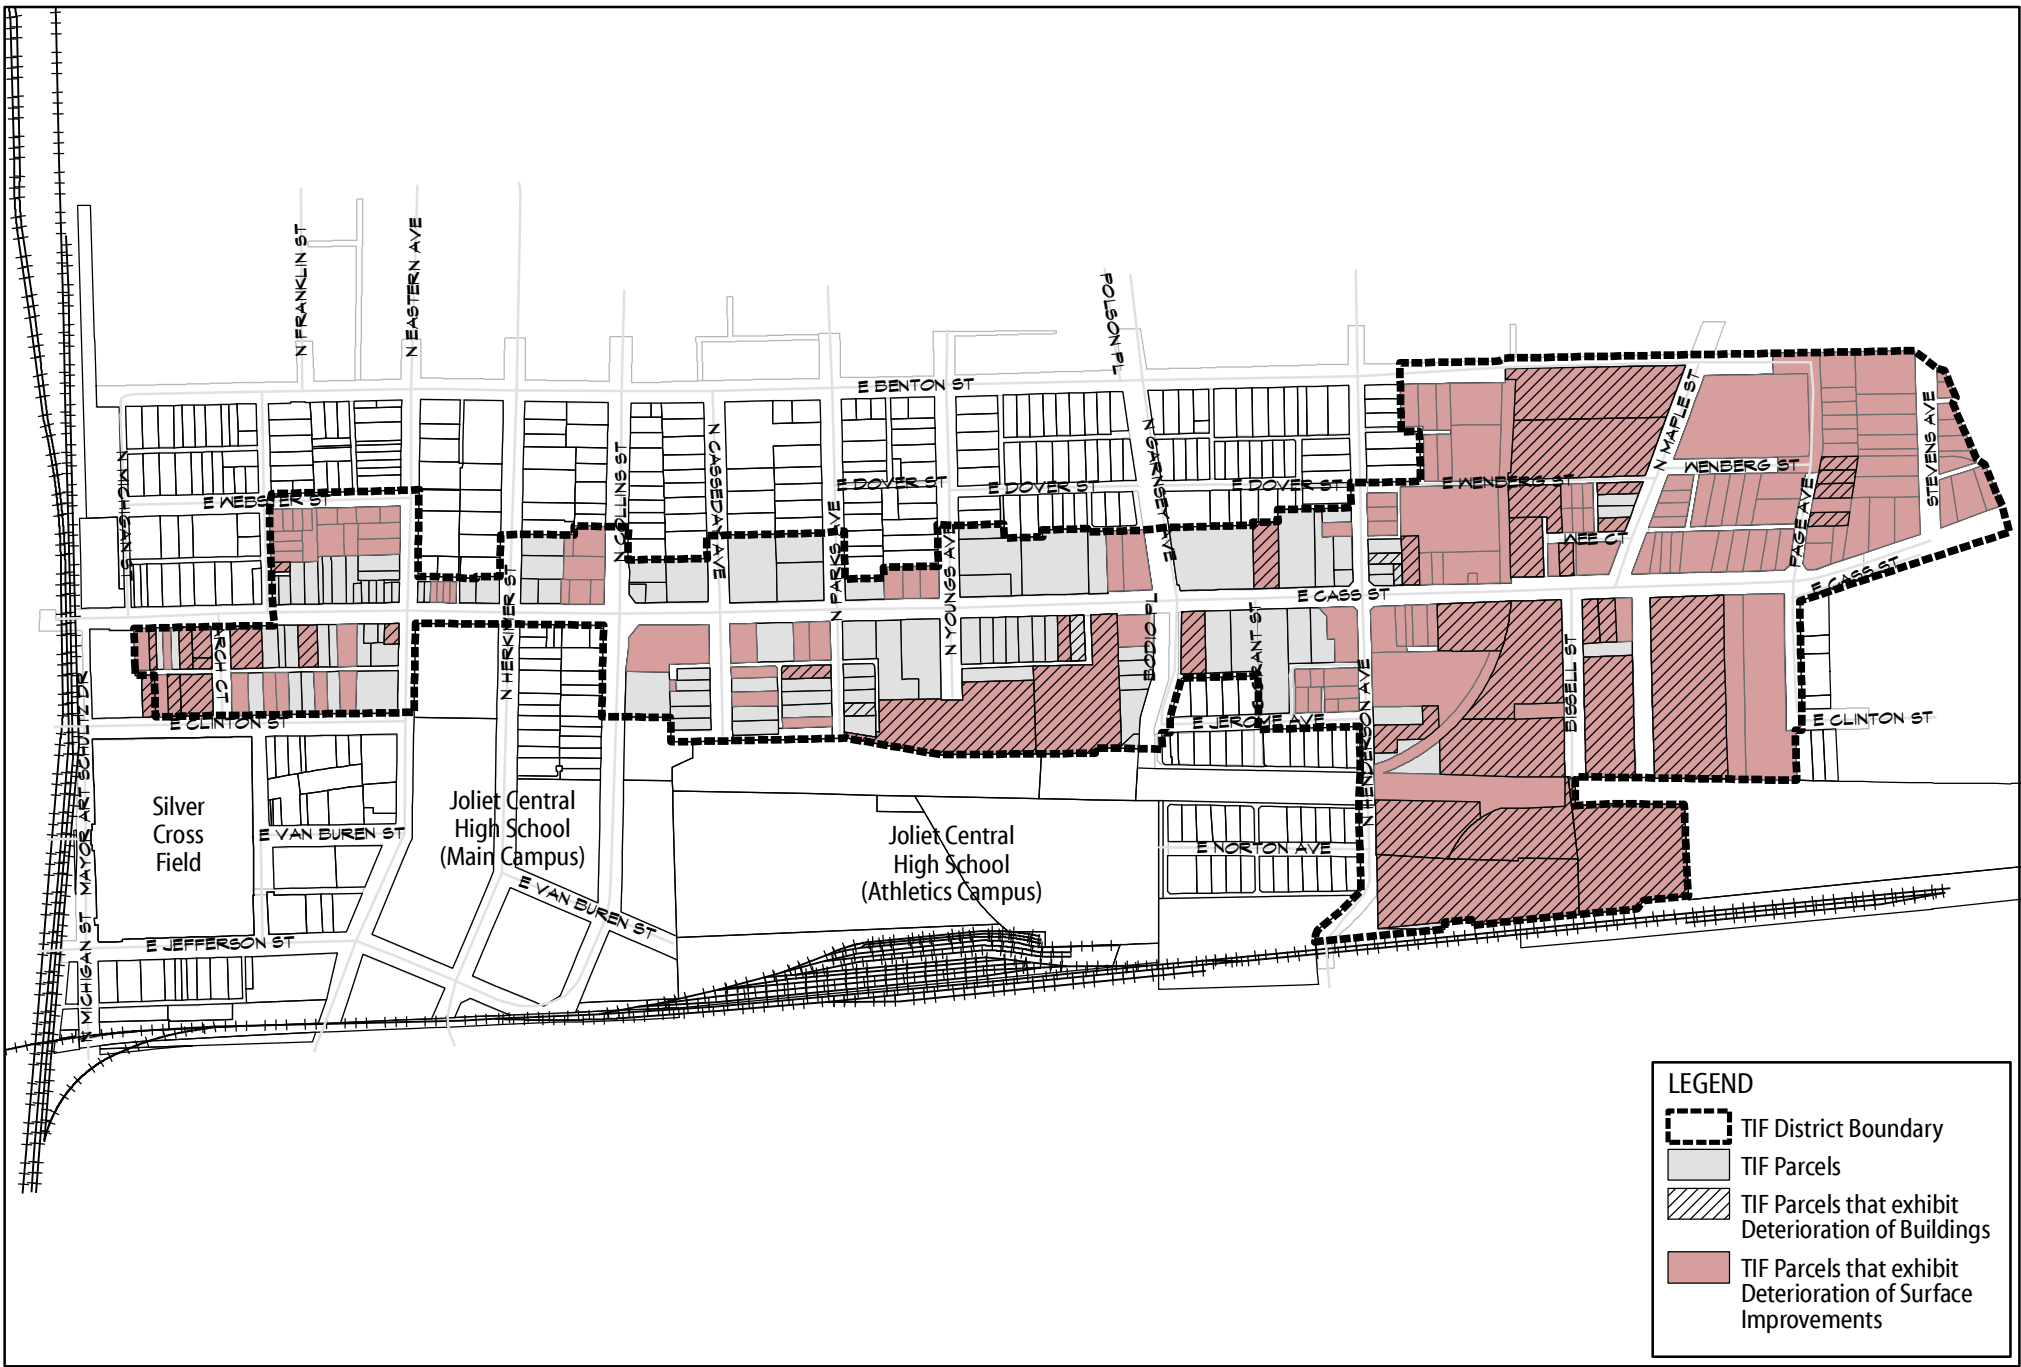 N FRANKLIN ST
N EASTERN AVE
POLSON PL
E BENTON ST
N MAPLE ST
STEVENS AVE
N CASSEDAY AVE
N COLLINS ST
N GARNSEY AVE
N WASHICHIN
E WEBSTER ST
E DOVER ST
E DOVER ST
E DOVER ST
E WENBERG ST
WENBERG ST
PAGE AVE
N PARKS AVE
N YOUNGS AVE
WEE CT
E CASS ST
E CASS ST
N HERKIMER ST
ARCH CT
BODIO PL
GRANT ST
N HENDERSON AVE
BISSELL ST
E CLINTON ST
E JEROME AVE
E CLINTON ST
MAYOR ART SCHULTZ DR
Silver
Cross
Field
Joliet Central
High School
(Main Campus)
Joliet Central
High School
(Athletics Campus)
E VAN BUREN ST
E NORTON AVE
E VAN BUREN ST
E JEFFERSON ST
N MICHIGAN ST
LEGEND
TIF District Boundary
TIF Parcels
TIF Parcels that exhibit
Deterioration of Buildings
TIF Parcels that exhibit
Deterioration of Surface
Improvements